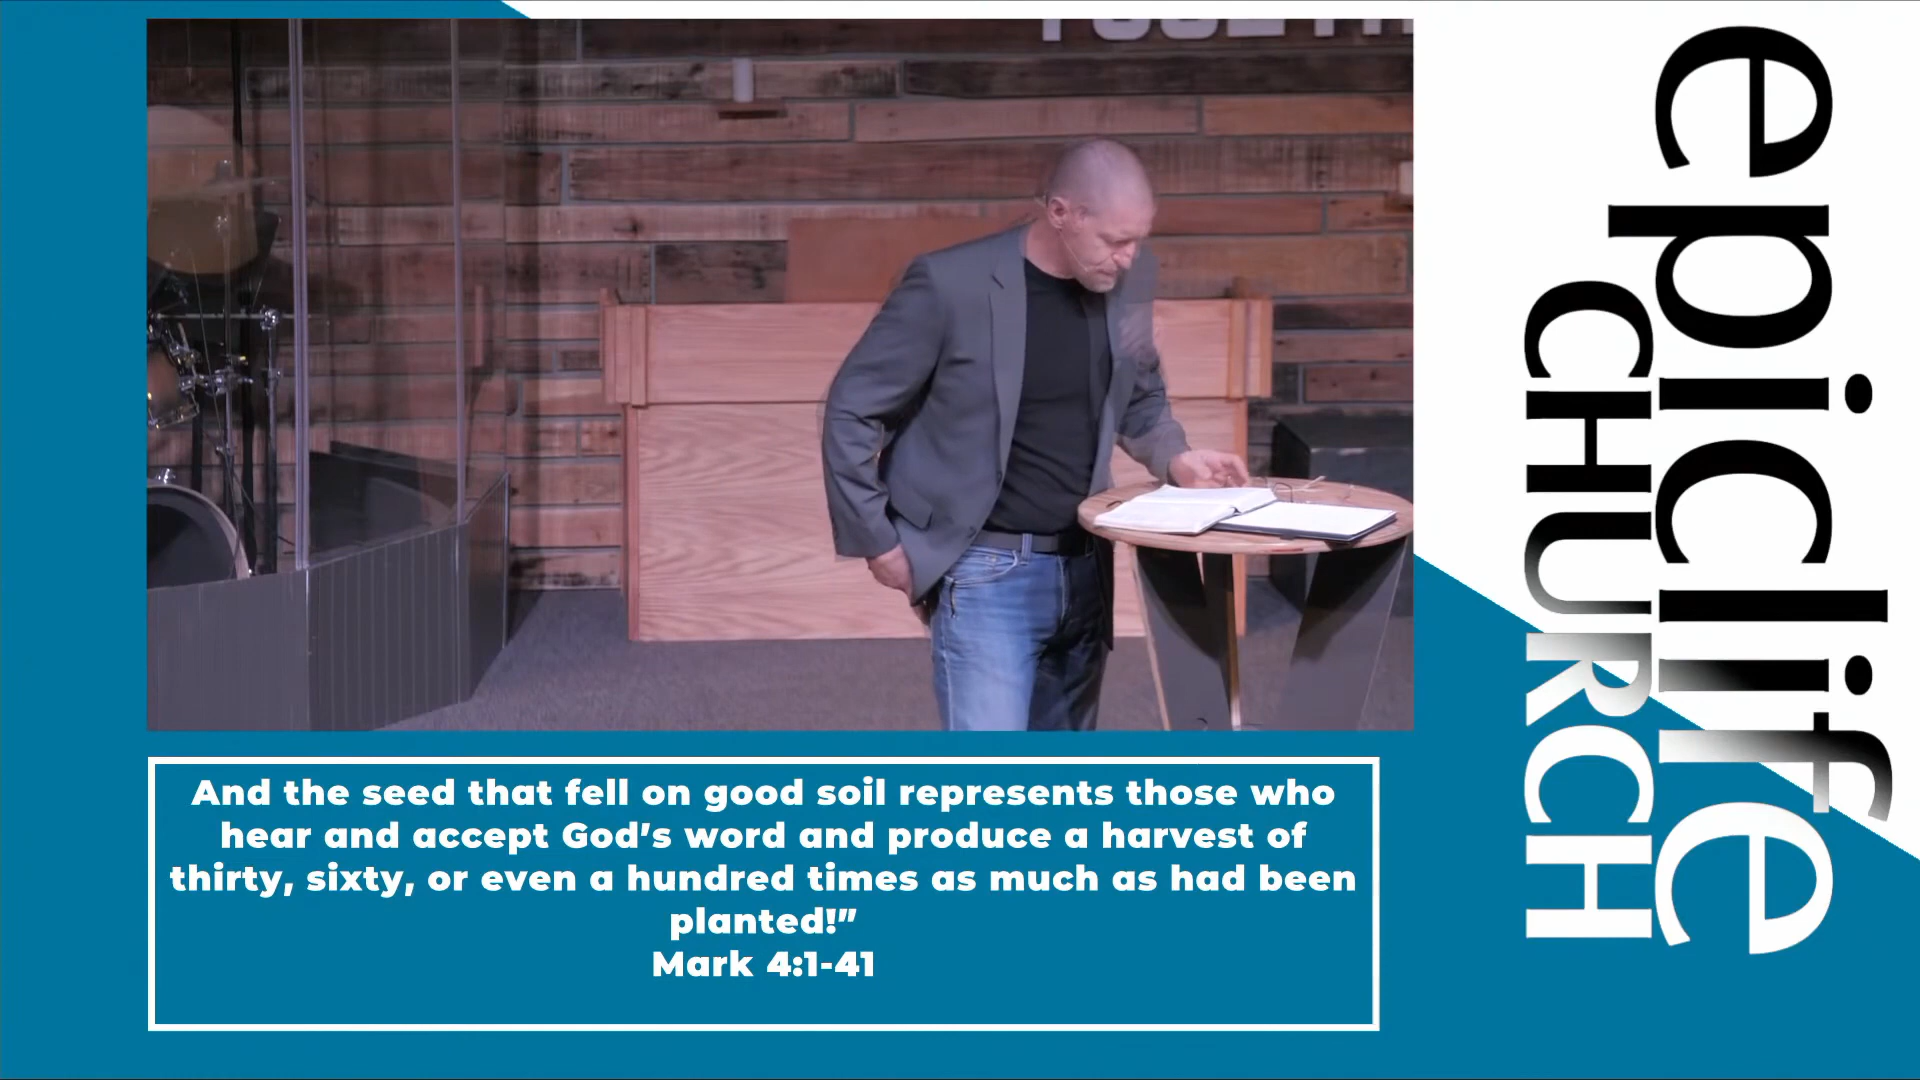 And the seed that fell on good soil represents those who
hear and accept God's word and produce a harvest of
thirty, sixty, or even a hundred times as much as had been
planted!”
Mark 4:1-41
epiclife
CHURCH